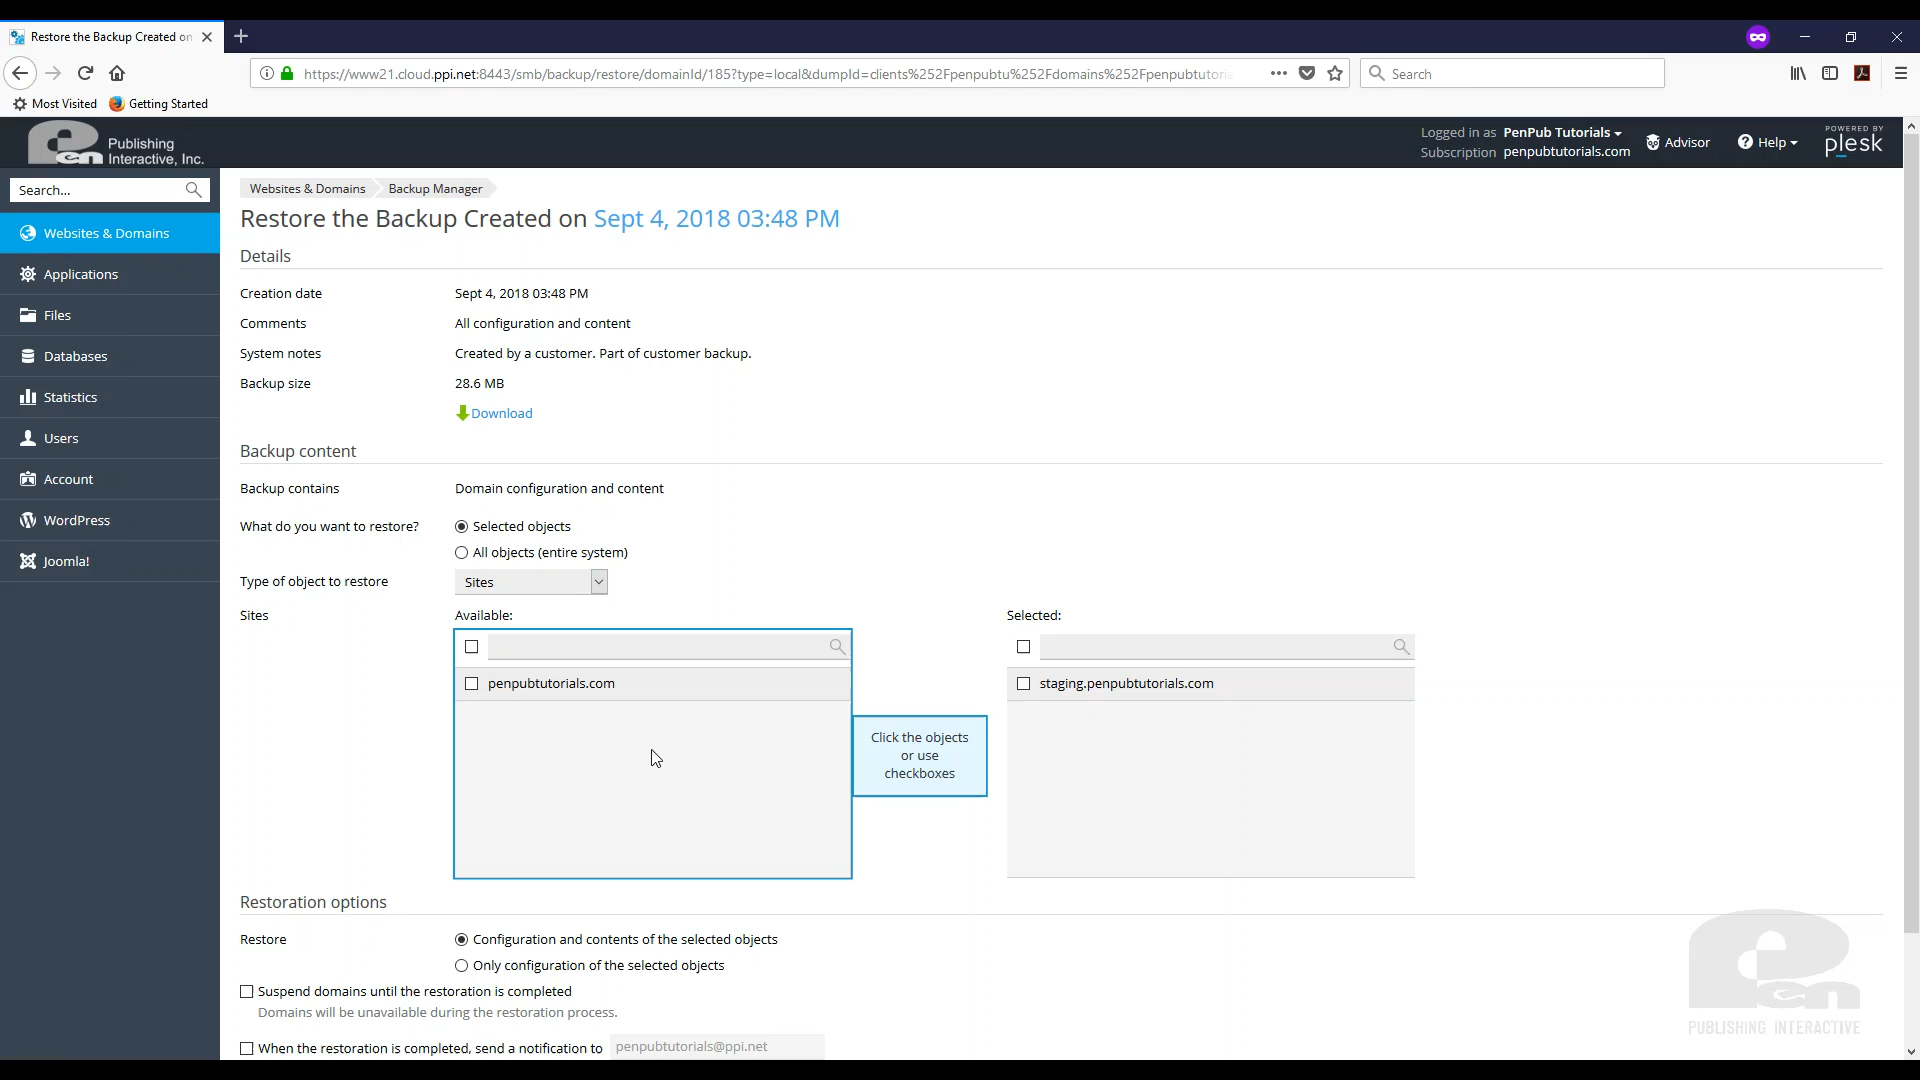 Restore the Backup Created on
https://www21.cloud.ppi.net:8443/smb/backup/restore/domainId/185?type=local&dumpId=clients%252Fpenpubtu%252Fdomains%252Fpenpubtutoria
Search
Most Visited
Getting Started
Publishing
Interactive, Inc.
Logged in as PenPub Tutorials
Subscription penpubtutorials.com
Advisor
Help
POWERED BY
plesk
Search...
Websites & Domains
Applications
Files
Databases
Statistics
Users
Account
WordPress
Joomla!
Websites & Domains
Backup Manager
Restore the Backup Created on Sept 4, 2018 03:48 PM
Details
Creation date
Sept 4, 2018 03:48 PM
Comments
All configuration and content
System notes
Created by a customer. Part of customer backup.
Backup size
28.6 MB
Download
Backup content
Backup contains
Domain configuration and content
What do you want to restore?
Selected objects
All objects (entire system)
Type of object to restore
Sites
Sites
Available:
penpubtutorials.com
Click the objects
or use
checkboxes
Selected:
staging.penpubtutorials.com
Restoration options
Restore
Configuration and contents of the selected objects
Only configuration of the selected objects
Suspend domains until the restoration is completed
Domains will be unavailable during the restoration process.
When the restoration is completed, send a notification to
penpubtutorials@ppi.net
Pen
PUBLISHING INTERACTIVE